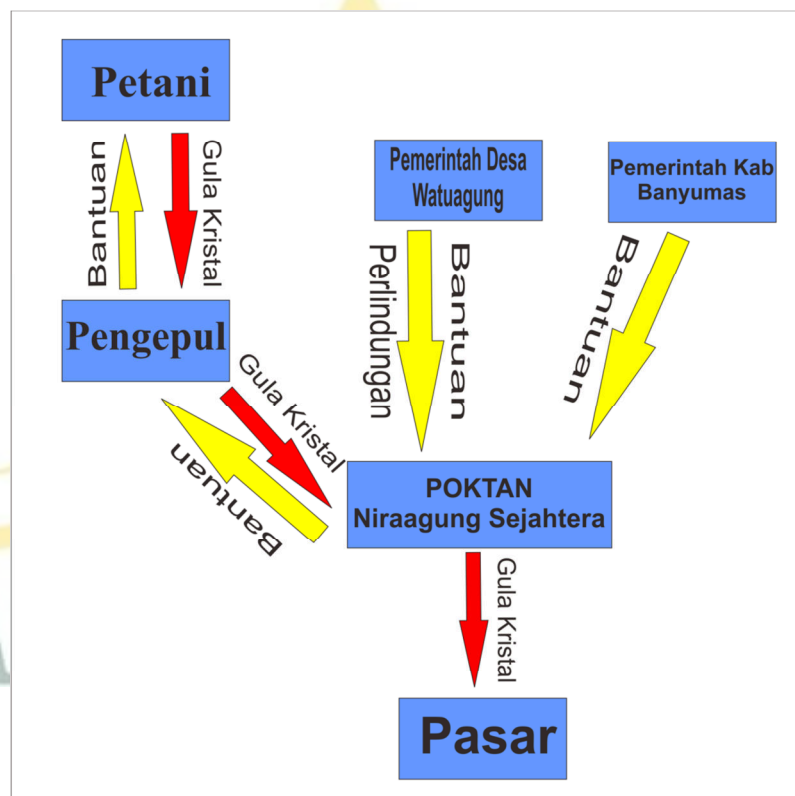 Petani
Bantuan
Gula Kristal
Pemerintah Desa
Watuagung
Pemerintah Kab
Banyumas
Perlindungan
Bantuan
Bantuan
Pengepul
Gula Kristal
Bantuan
POKTAN
Niraagung Sejahtera
Gula Kristal
Pasar